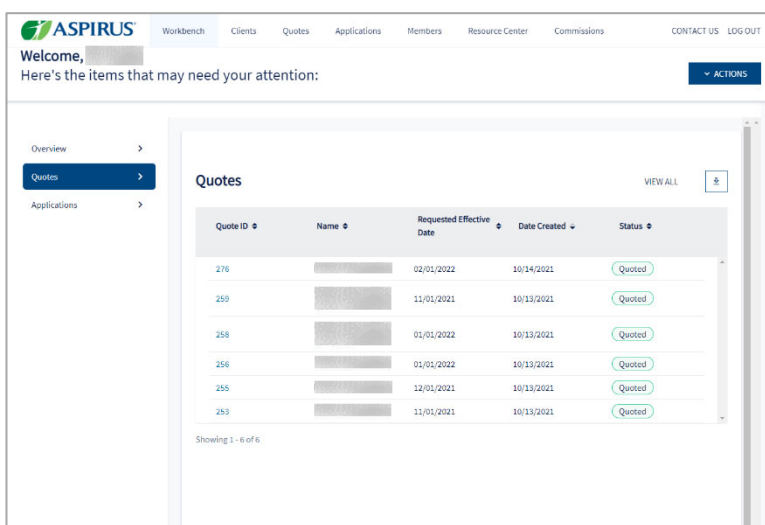 ASPIRUS
Workbench Clients Quotes Applications Members Resource Center Commissions CONTACT US LOG OUT
Welcome,
Here's the items that may need your attention:
ACTIONS
Overview
Quotes
Applications
Quotes
VIEW ALL
Quote ID Name Requested Effective Date Date Created Status
276 02/01/2022 10/14/2021 Quoted
259 11/01/2021 10/13/2021 Quoted
258 01/01/2022 10/13/2021 Quoted
256 01/01/2022 10/13/2021 Quoted
255 12/01/2021 10/13/2021 Quoted
253 11/01/2021 10/13/2021 Quoted
Showing 1 - 6 of 6